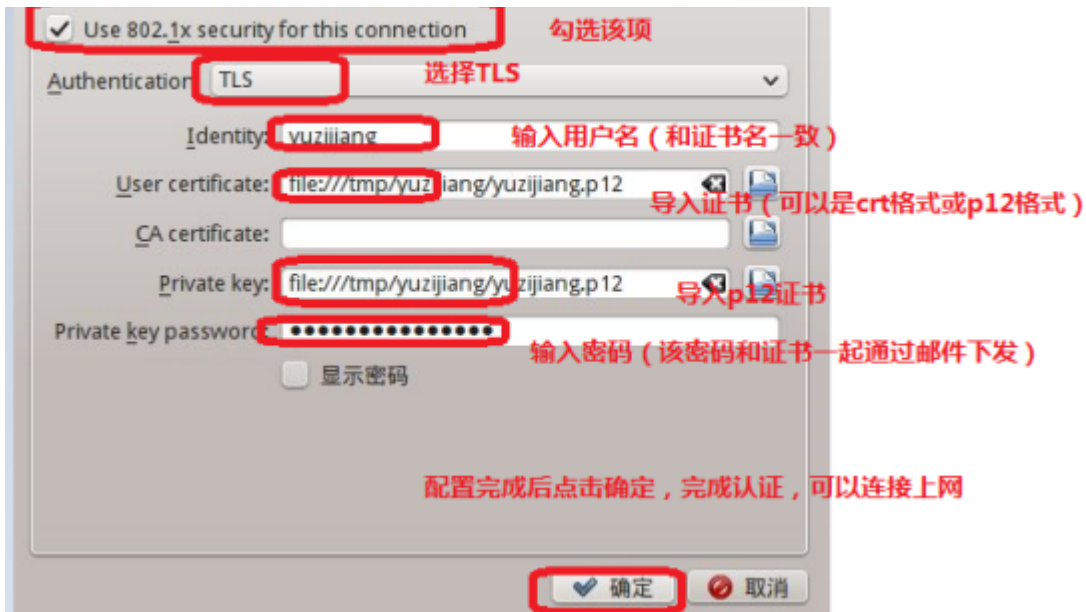 Use 802.1x security for this connection 勾选该项
Authentication TLS 选择TLS
Identity: yuzijiang 输入用户名（和证书名一致）
User certificate: file:///tmp/yuzijiang/yuzijiang.p12
导入证书（可以是crt格式或p12格式）
CA certificate:
Private key: file:///tmp/yuzijiang/yuzijiang.p12 导入p12证书
Private key password: ●●●●●●●●●●●●●●●
输入密码（该密码和证书一起通过邮件下发）
显示密码
配置完成后点击确定，完成认证，可以连接上网
确定 取消